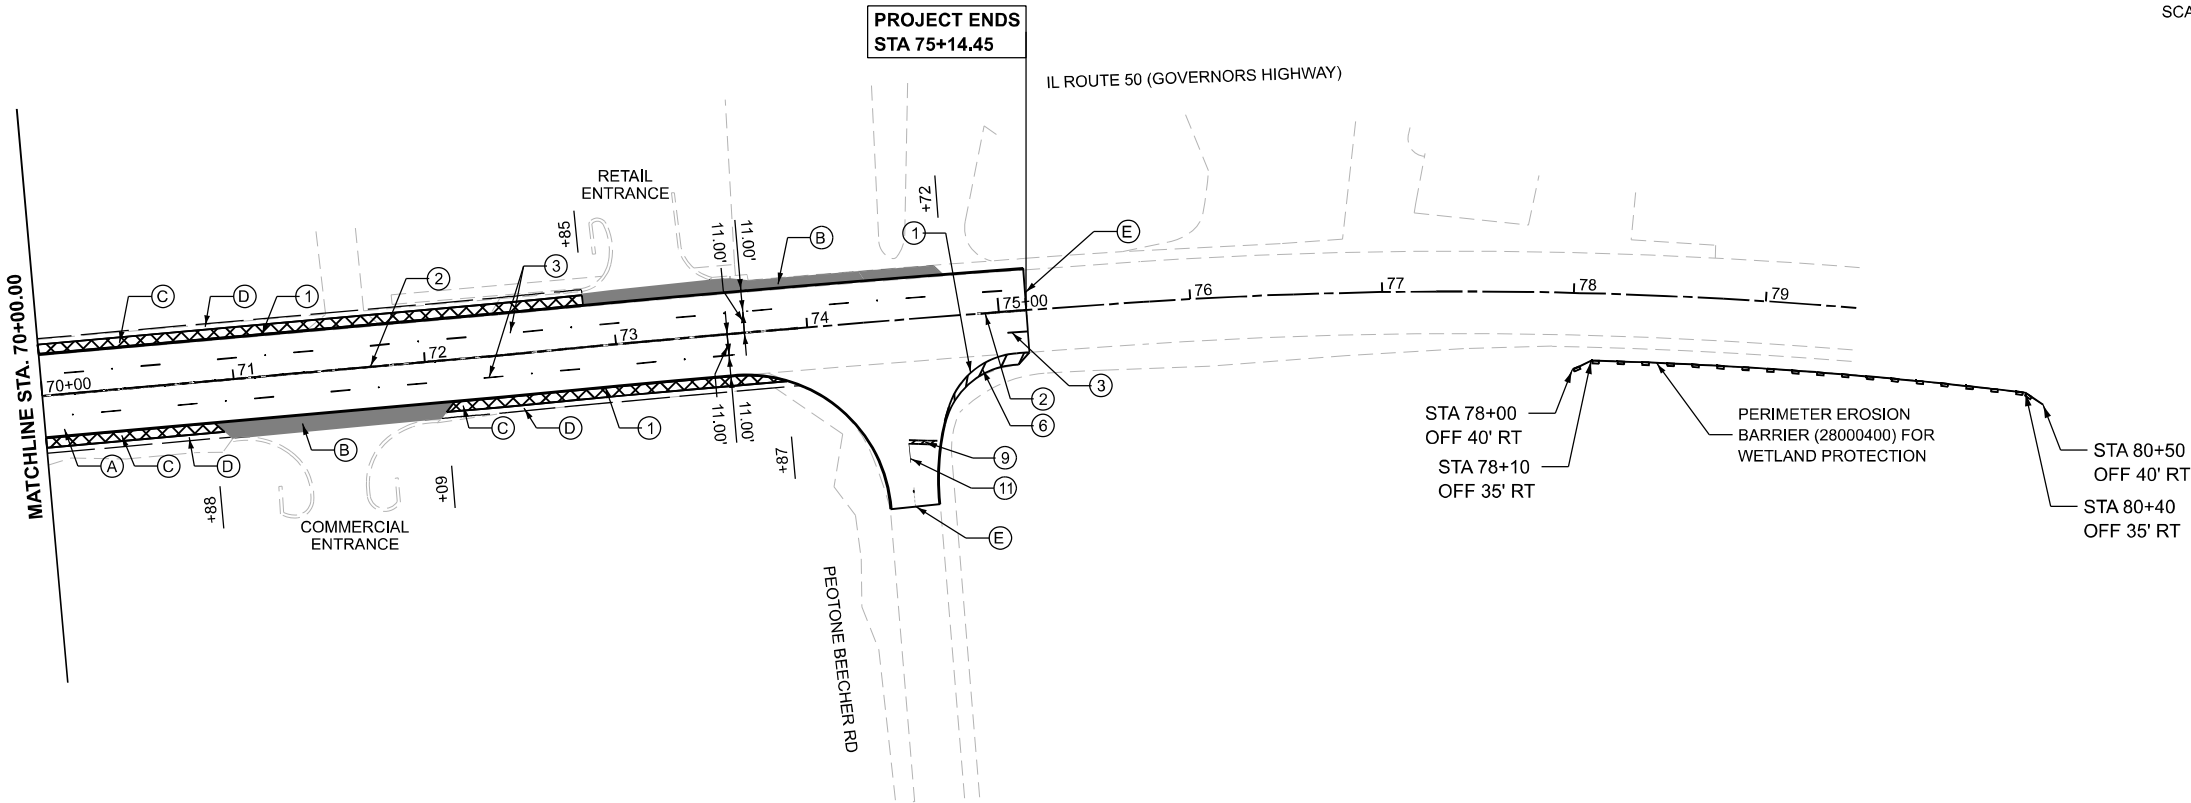 SCA
PROJECT ENDS
STA 75+14.45
IL ROUTE 50 (GOVERNORS HIGHWAY)
RETAIL
ENTRANCE
+85
+72
11.00'
11.00'
1
E
B
3
2
C
D
1
MATCHLINE STA. 70+00.00
70+00
71
72
73
74
75+00
76
77
78
79
A
C
D
B
C
D
1
11.00'
11.00'
3
2
6
9
11
E
+88
+09
+87
COMMERCIAL
ENTRANCE
PEOTONE BEECHER RD
STA 78+00
OFF 40' RT
STA 78+10
OFF 35' RT
PERIMETER EROSION
BARRIER (28000400) FOR
WETLAND PROTECTION
STA 80+50
OFF 40' RT
STA 80+40
OFF 35' RT